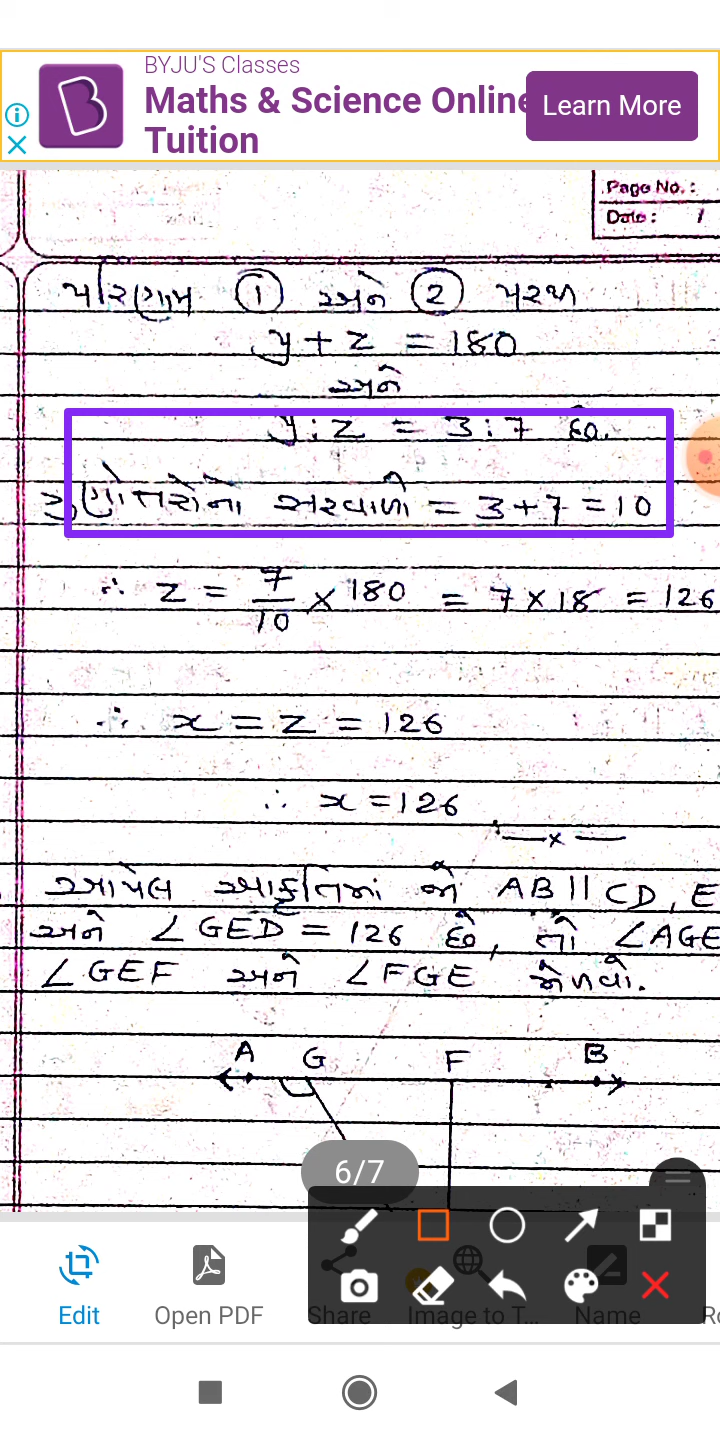 BYJU'S Classes
Maths & Science Online
Tuition
Learn More
Page No. :
Date : /
પરિણામ ① અને ② પરથી
y + z = 180
અને
y : z = 3 : 7 છે.
ગુણોત્તરોનો સરવાળો = 3 + 7 = 10
∴ z = 7/10 × 180 = 7 × 18 = 126
∴ x = z = 126
∴ x = 126
—x—
આપેલ આકૃતિમાં જો AB || CD, E
અને ∠GED = 126 છે, તો ∠AGE
∠GEF અને ∠FGE મેળવો.
A G F B
6/7
Edit
Open PDF
Share
Image to T...
Name